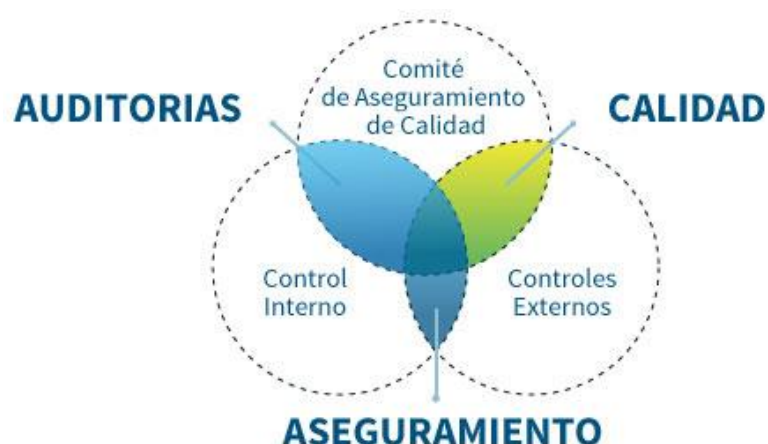 Comité
de Aseguramiento
de Calidad
AUDITORIAS
CALIDAD
Control
Interno
Controles
Externos
ASEGURAMIENTO